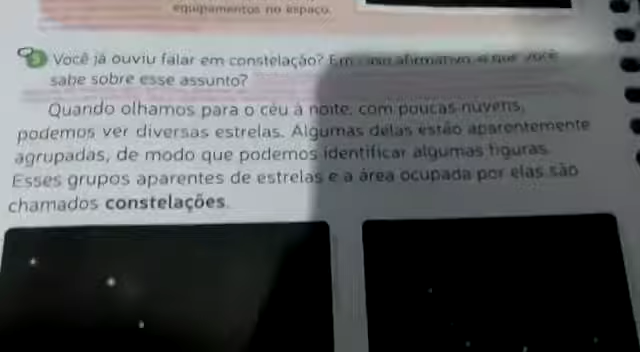 equipamentos no espaço.
Você já ouviu falar em constelação? Em caso afirmativo, o que você
sabe sobre esse assunto?
Quando olhamos para o céu à noite, com poucas nuvens,
podemos ver diversas estrelas. Algumas delas estão aparentemente
agrupadas, de modo que podemos identificar algumas figuras.
Esses grupos aparentes de estrelas e a área ocupada por elas são
chamados constelações.